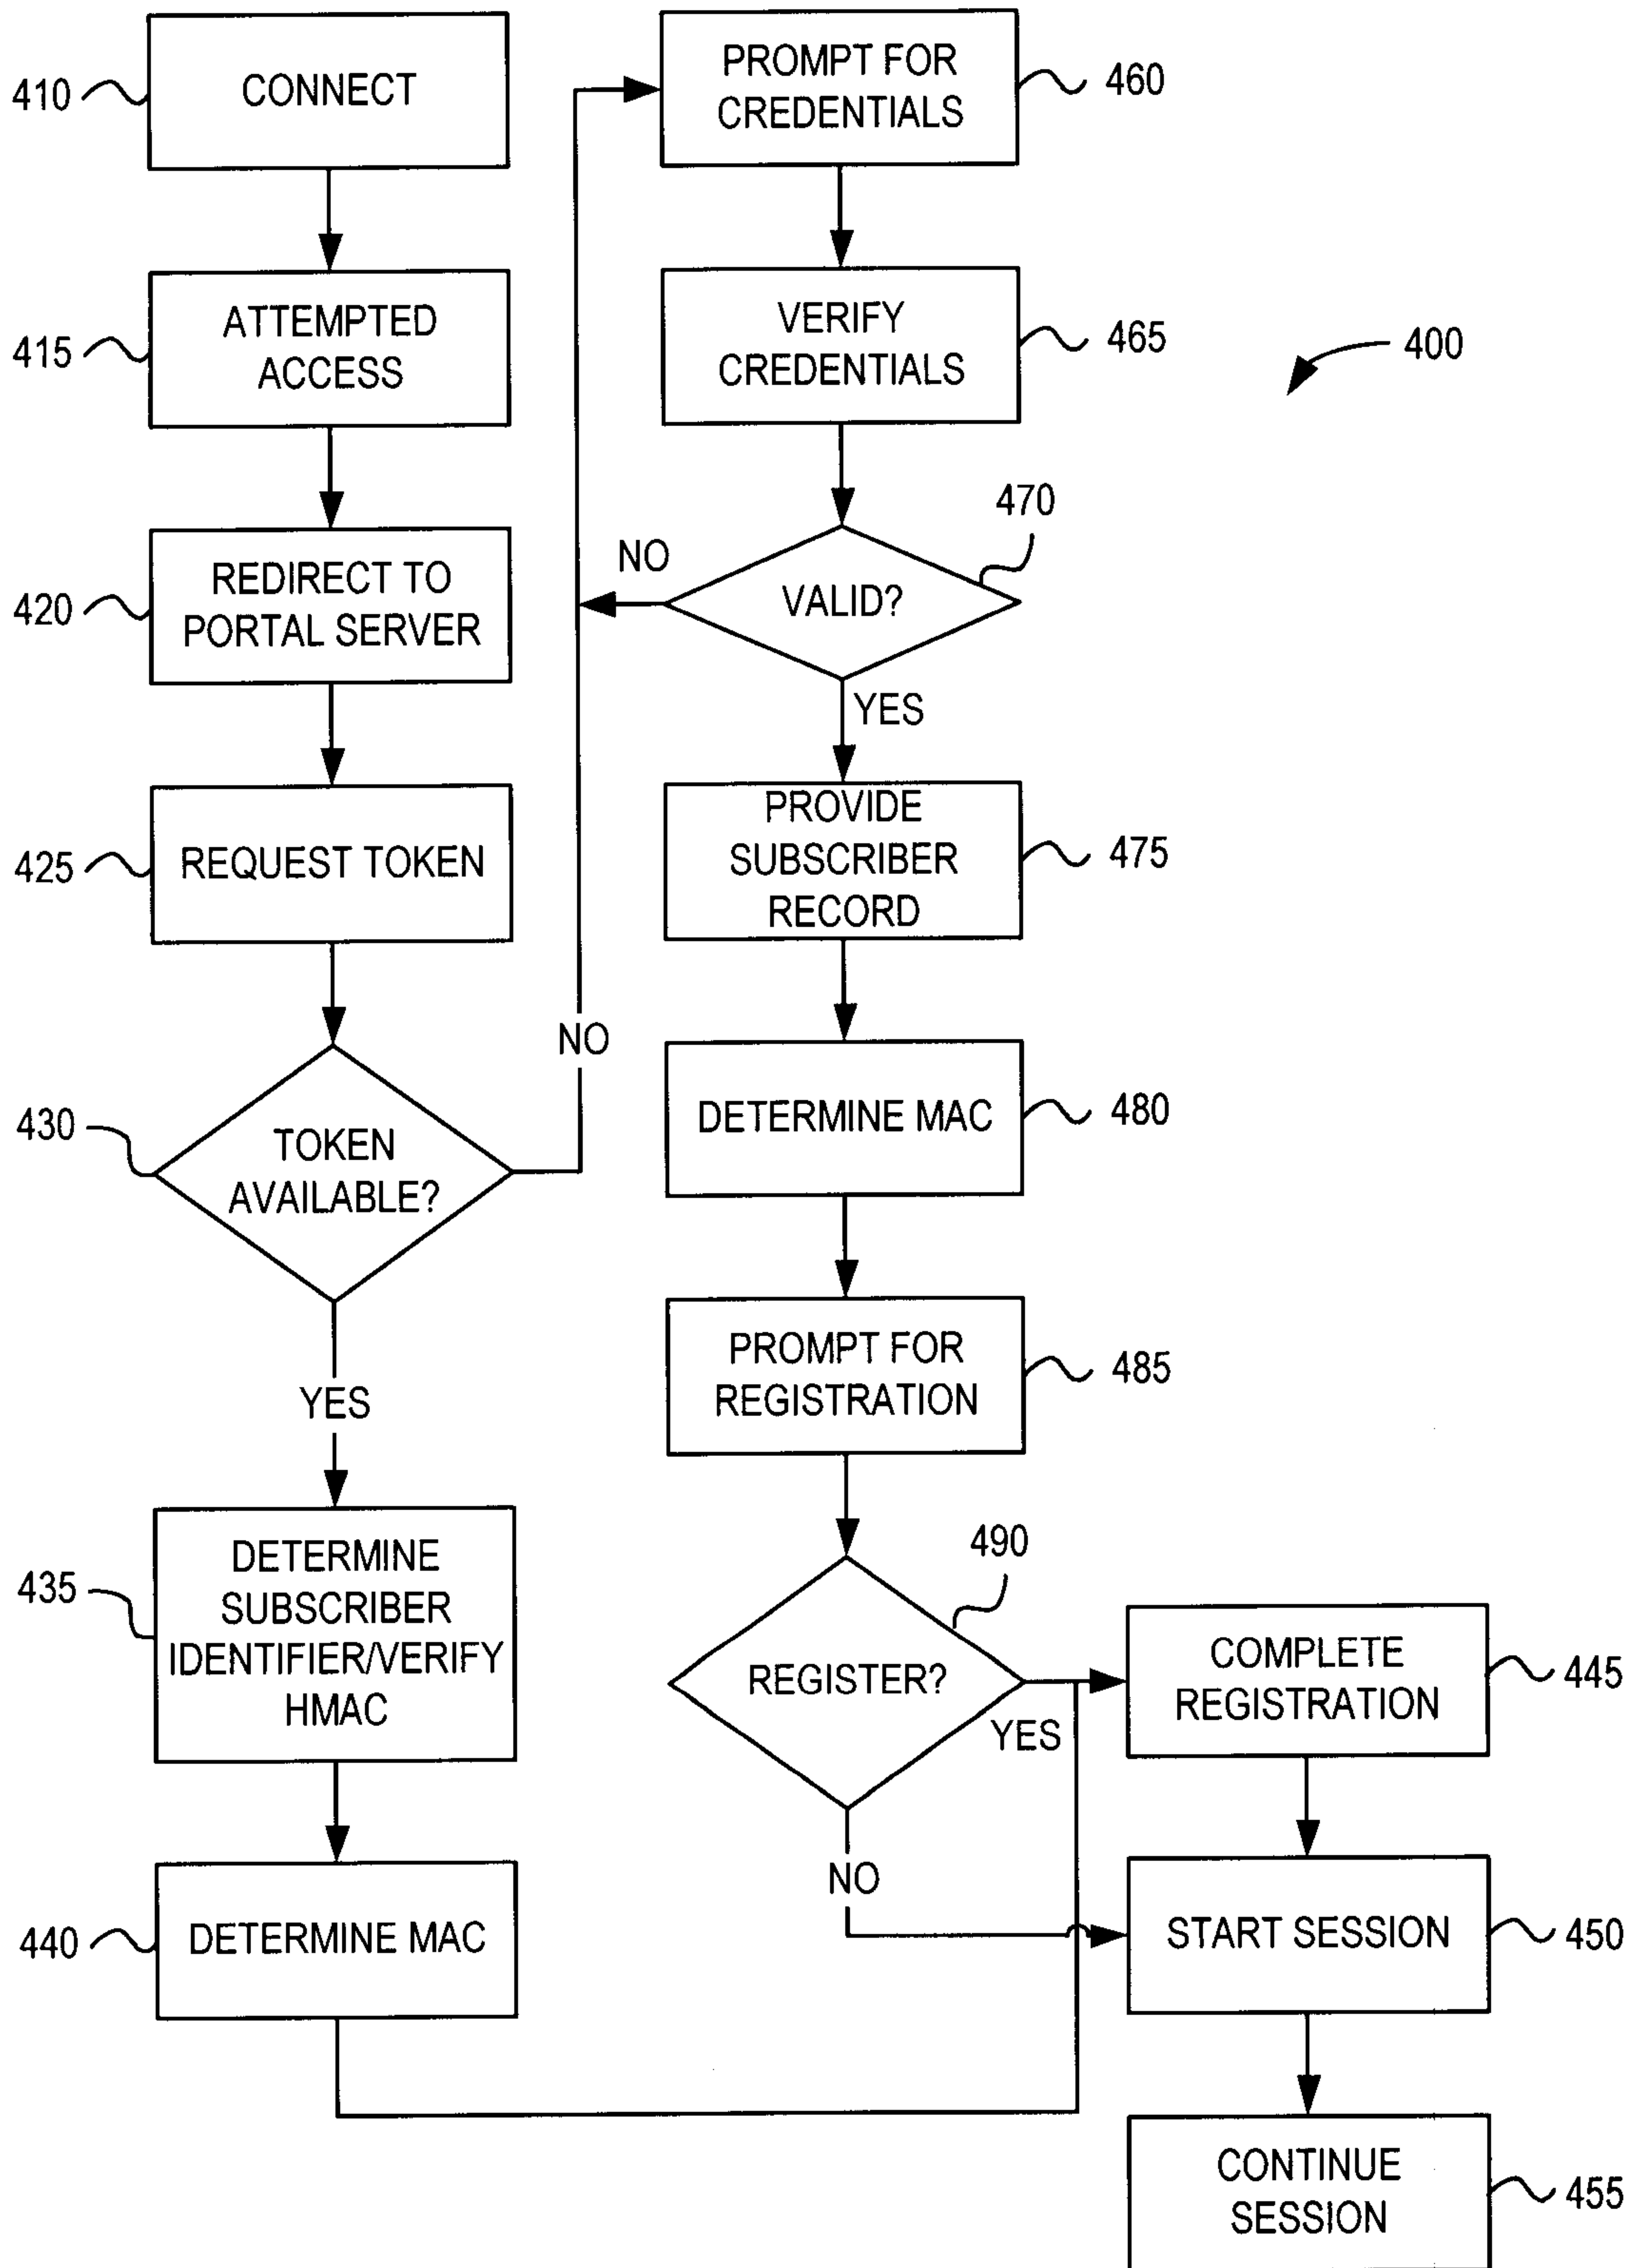 410
CONNECT
415
ATTEMPTED
ACCESS
420
REDIRECT TO
PORTAL SERVER
425
REQUEST TOKEN
430
TOKEN
AVAILABLE?
NO
YES
435
DETERMINE
SUBSCRIBER
IDENTIFIER/VERIFY
HMAC
440
DETERMINE MAC
PROMPT FOR
CREDENTIALS
460
VERIFY
CREDENTIALS
465
400
470
VALID?
NO
YES
PROVIDE
SUBSCRIBER
RECORD
475
DETERMINE MAC
480
PROMPT FOR
REGISTRATION
485
490
REGISTER?
YES
NO
COMPLETE
REGISTRATION
445
START SESSION
450
CONTINUE
SESSION
455